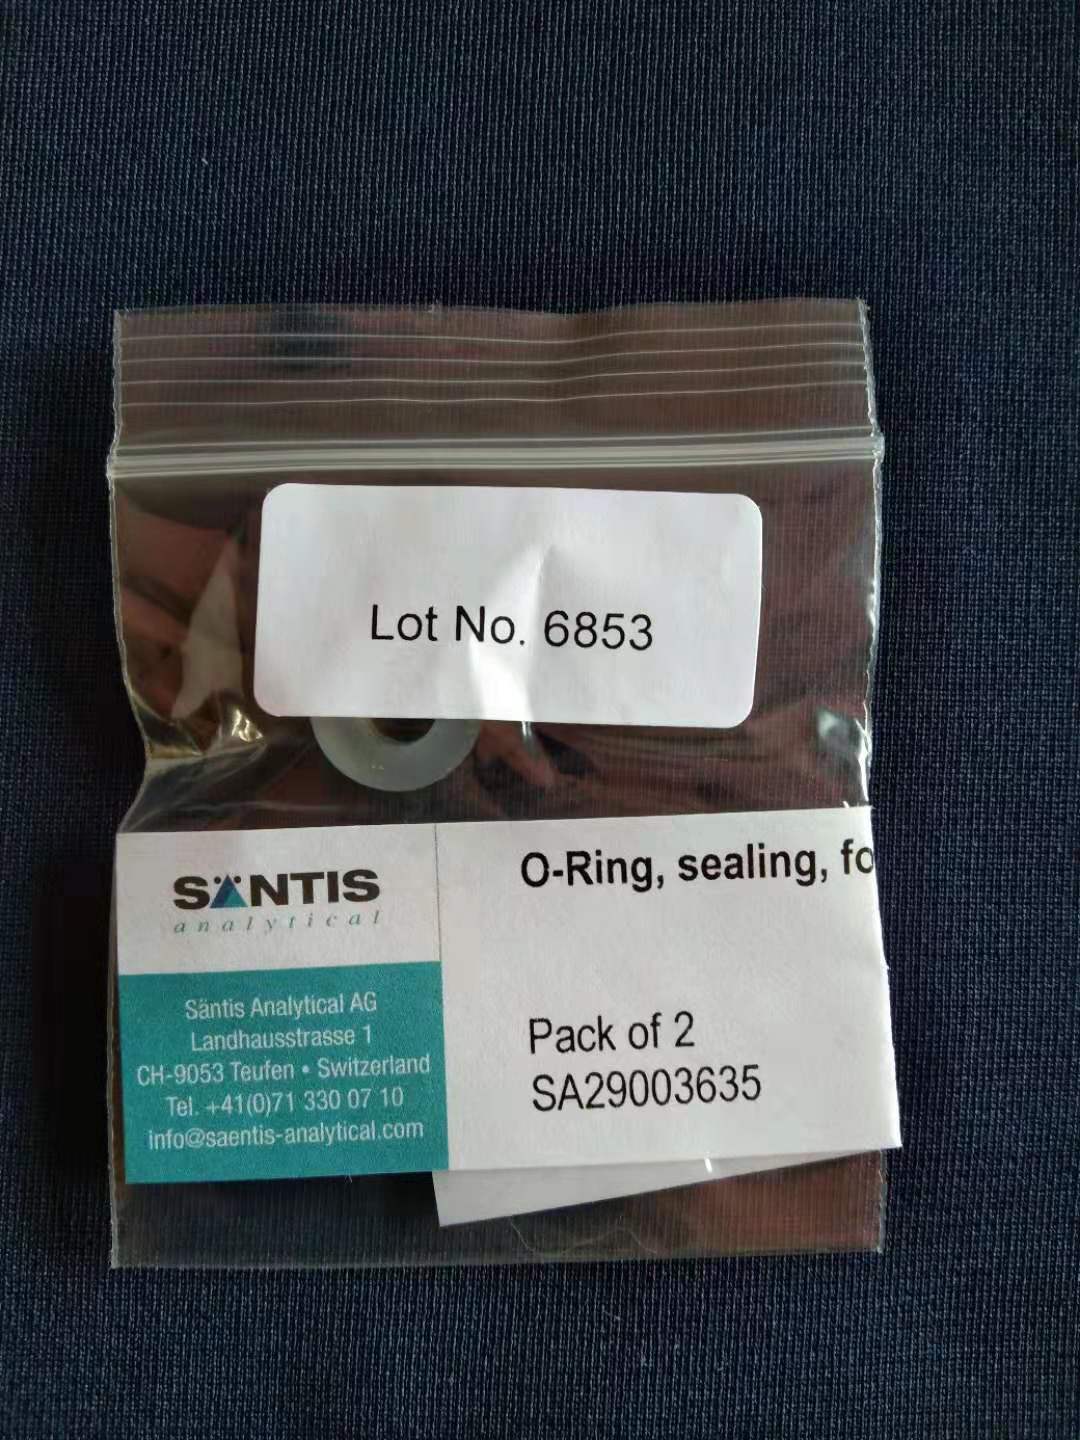 Lot No. 6853
SÄNTIS
analytical
Säntis Analytical AG
Landhausstrasse 1
CH-9053 Teufen • Switzerland
Tel. +41(0)71 330 07 10
info@saentis-analytical.com
O-Ring, sealing, fo
Pack of 2
SA29003635